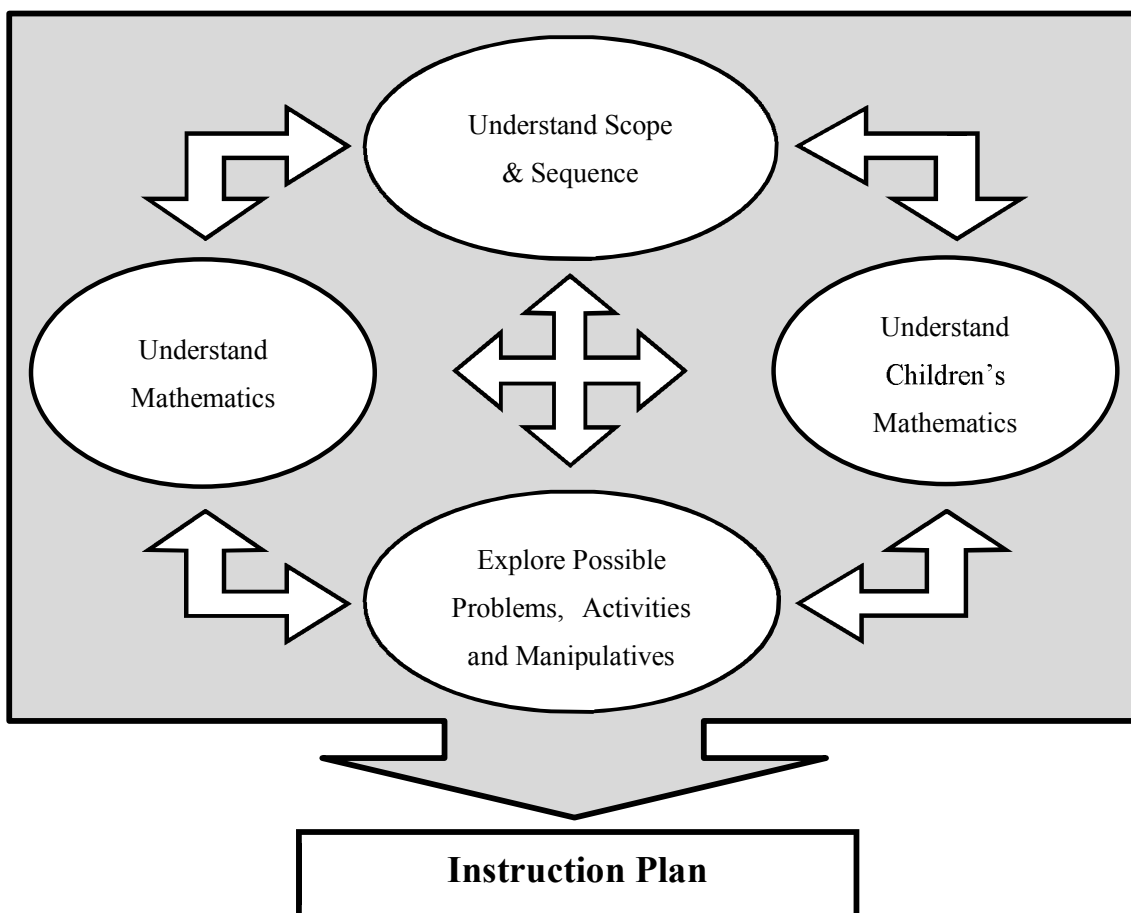 Understand Scope
& Sequence
Understand
Mathematics
Understand
Children's
Mathematics
Explore Possible
Problems, Activities
and Manipulatives
Instruction Plan